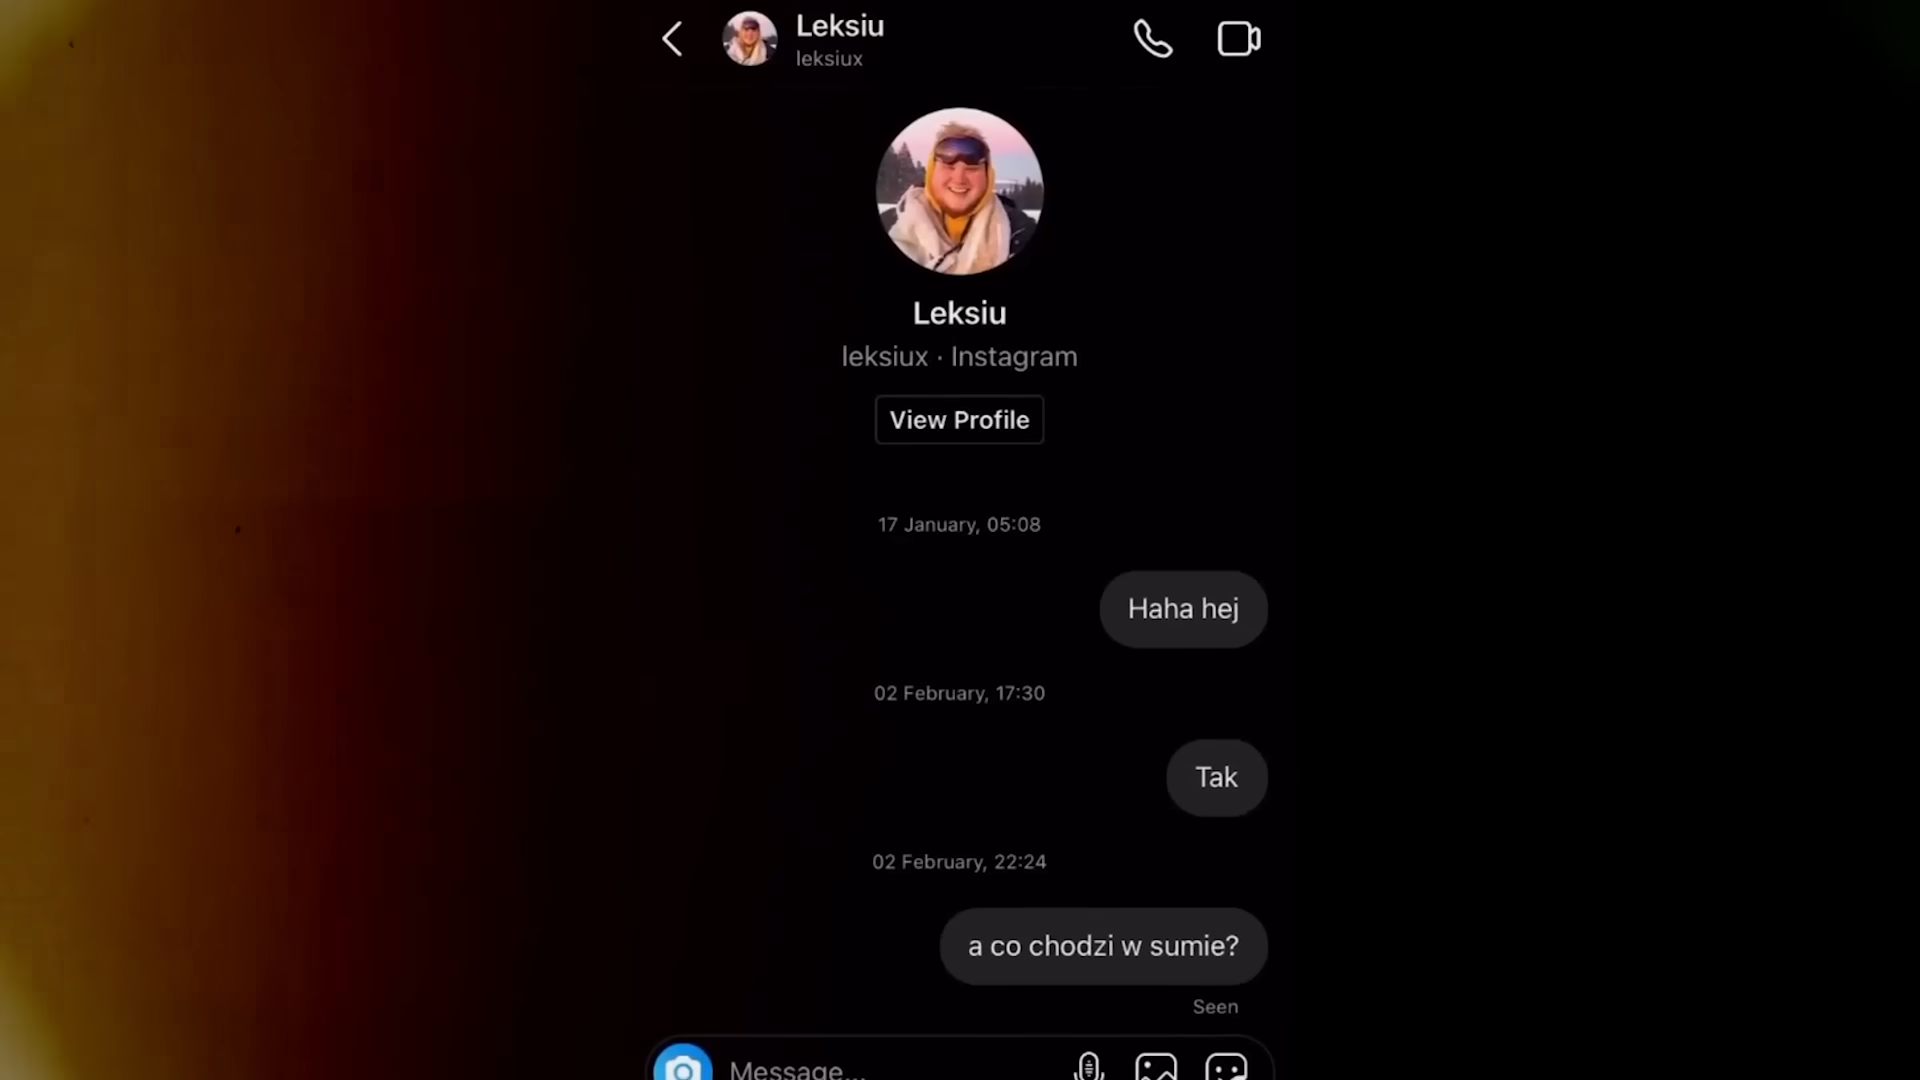 Leksiu
leksiux
Leksiu
leksiux · Instagram
View Profile
17 January, 05:08
Haha hej
02 February, 17:30
Tak
02 February, 22:24
a co chodzi w sumie?
Seen
Message...